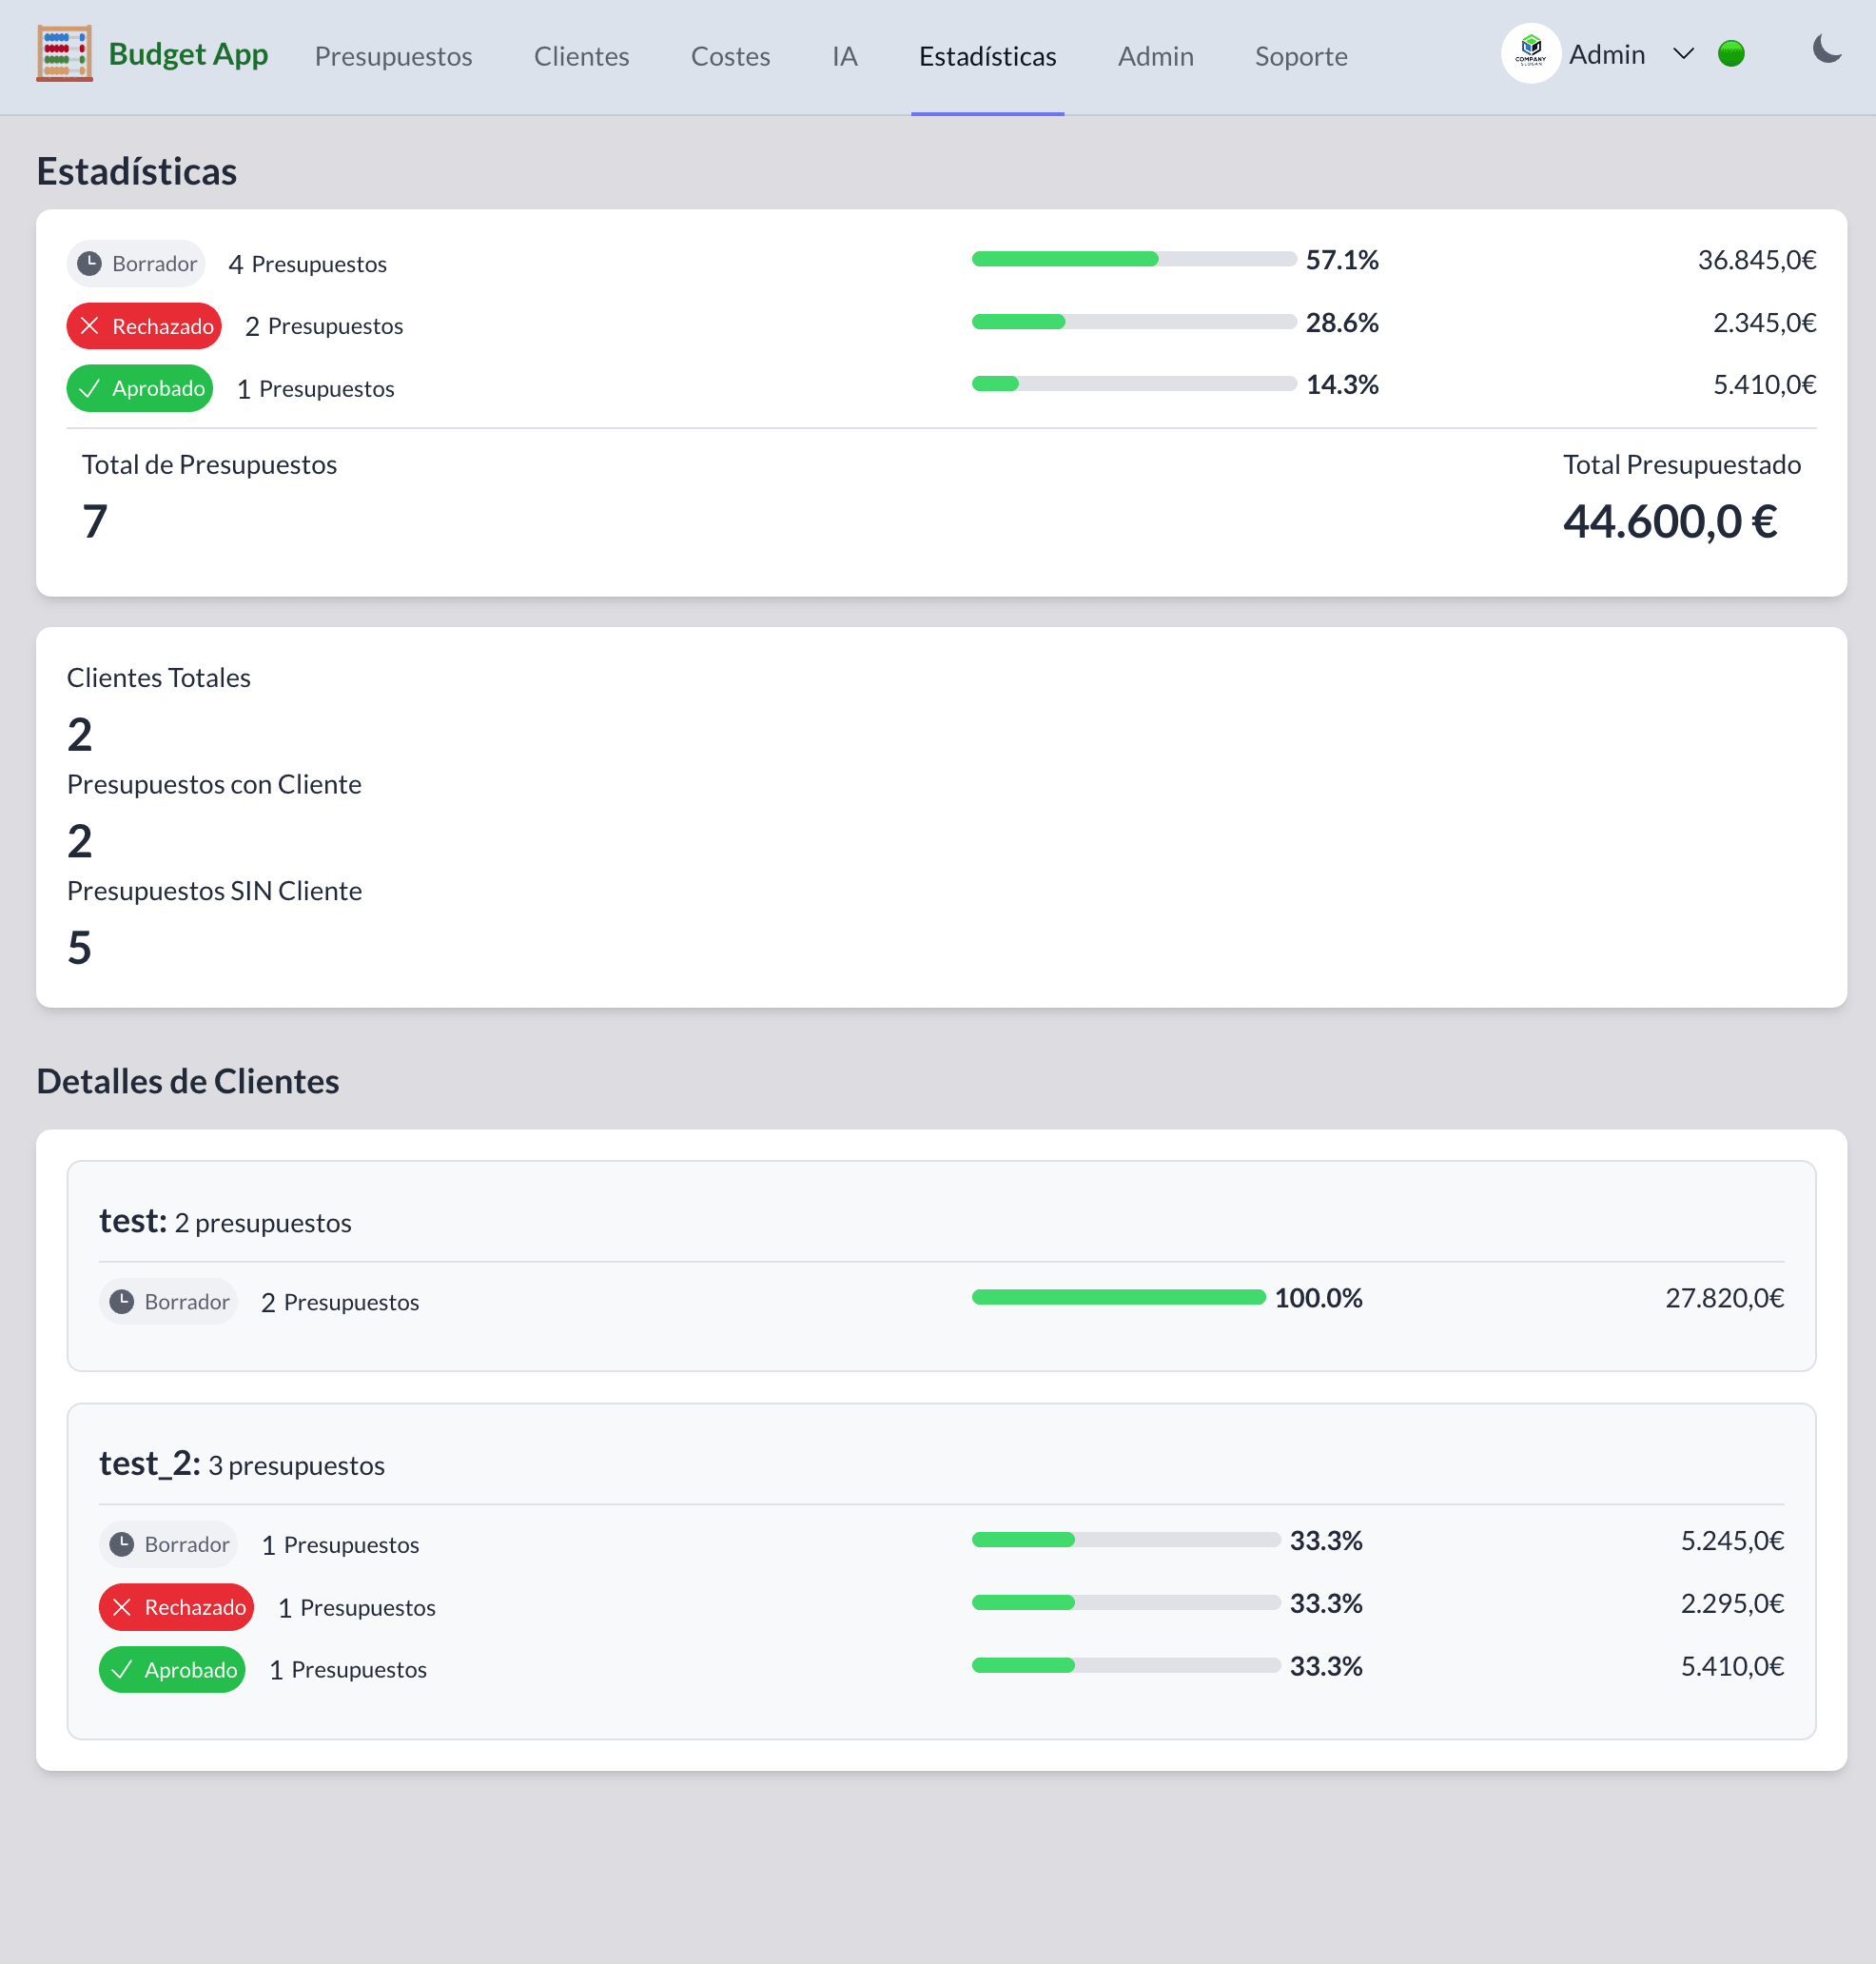 Budget App Presupuestos Clientes Costes IA Estadísticas Admin Soporte COMPANY Admin
SLOGAN
Estadísticas
Borrador 4 Presupuestos 57.1% 36.845,0€
Rechazado 2 Presupuestos 28.6% 2.345,0€
Aprobado 1 Presupuestos 14.3% 5.410,0€
Total de Presupuestos Total Presupuestado
7 44.600,0 €
Clientes Totales
2
Presupuestos con Cliente
2
Presupuestos SIN Cliente
5
Detalles de Clientes
test: 2 presupuestos
Borrador 2 Presupuestos 100.0% 27.820,0€
test_2: 3 presupuestos
Borrador 1 Presupuestos 33.3% 5.245,0€
Rechazado 1 Presupuestos 33.3% 2.295,0€
Aprobado 1 Presupuestos 33.3% 5.410,0€